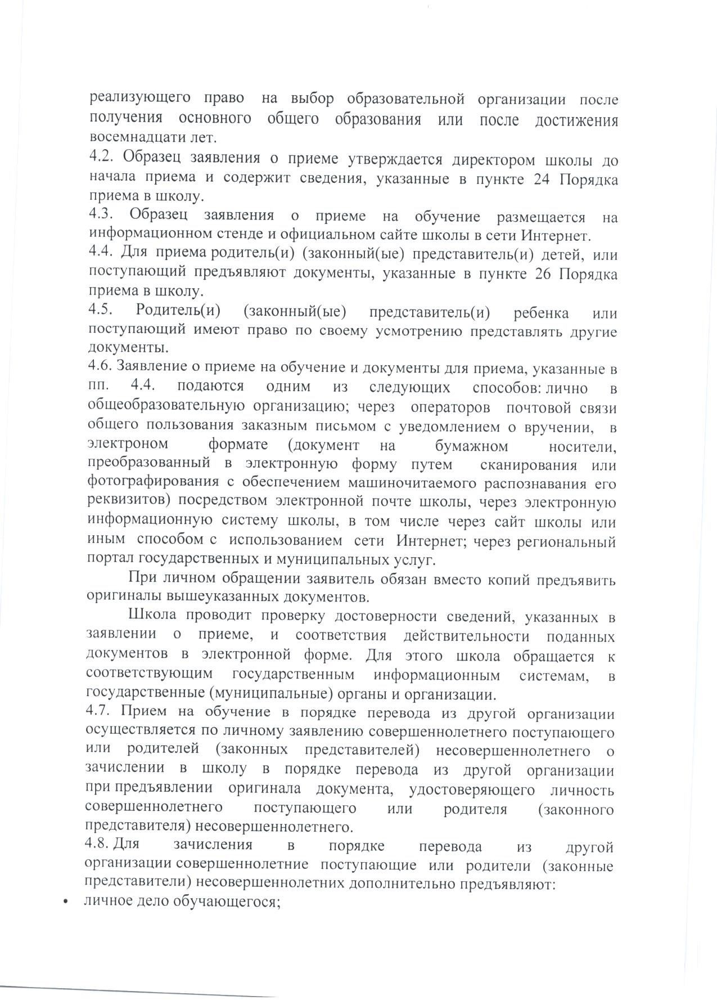 реализующего право на выбор образовательной организации после
получения основного общего образования или после достижения
восемнадцати лет.
4.2. Образец заявления о приеме утверждается директором школы до
начала приема и содержит сведения, указанные в пункте 24 Порядка
приема в школу.
4.3. Образец заявления о приеме на обучение размещается на
информационном стенде и официальном сайте школы в сети Интернет.
4.4. Для приема родитель(и) (законный(ые) представитель(и) детей, или
поступающий предъявляют документы, указанные в пункте 26 Порядка
приема в школу.
4.5. Родитель(и) (законный(ые) представитель(и) ребенка или
поступающий имеют право по своему усмотрению представлять другие
документы.
4.6. Заявление о приеме на обучение и документы для приема, указанные в
пп. 4.4. подаются одним из следующих способов: лично в
общеобразовательную организацию; через операторов почтовой связи
общего пользования заказным письмом с уведомлением о вручении, в
электроном формате (документ на бумажном носители,
преобразованный в электронную форму путем сканирования или
фотографирования с обеспечением машиночитаемого распознавания его
реквизитов) посредством электронной почте школы, через электронную
информационную систему школы, в том числе через сайт школы или
иным способом с использованием сети Интернет; через региональный
портал государственных и муниципальных услуг.
При личном обращении заявитель обязан вместо копий предъявить
оригиналы вышеуказанных документов.
Школа проводит проверку достоверности сведений, указанных в
заявлении о приеме, и соответствия действительности поданных
документов в электронной форме. Для этого школа обращается к
соответствующим государственным информационным системам, в
государственные (муниципальные) органы и организации.
4.7. Прием на обучение в порядке перевода из другой организации
осуществляется по личному заявлению совершеннолетнего поступающего
или родителей (законных представителей) несовершеннолетнего о
зачислении в школу в порядке перевода из другой организации
при предъявлении оригинала документа, удостоверяющего личность
совершеннолетнего поступающего или родителя (законного
представителя) несовершеннолетнего.
4.8. Для зачисления в порядке перевода из другой
организации совершеннолетние поступающие или родители (законные
представители) несовершеннолетних дополнительно предъявляют:
• личное дело обучающегося;